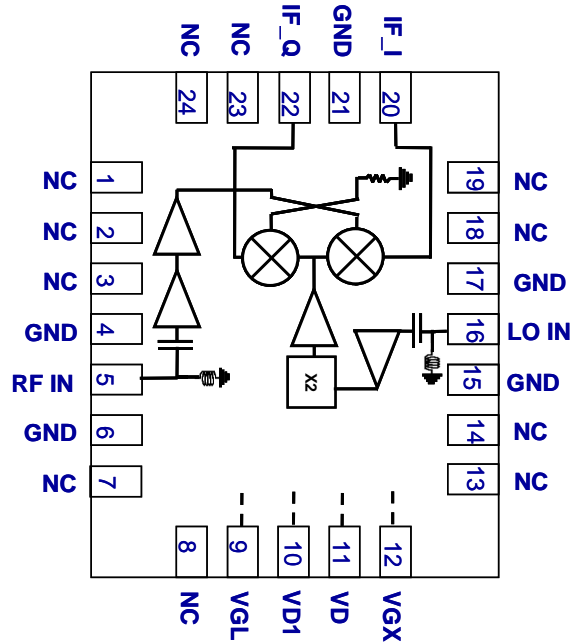 NC
NC
IF_Q
GND
IF_I
24
23
22
21
20
NC 1
19 NC
NC 2
18 NC
NC 3
17 GND
GND 4
16 LO IN
RF IN 5
X2
15 GND
GND 6
14 NC
NC 7
13 NC
8
9
10
11
12
NC
VGL
VD1
VD
VGX